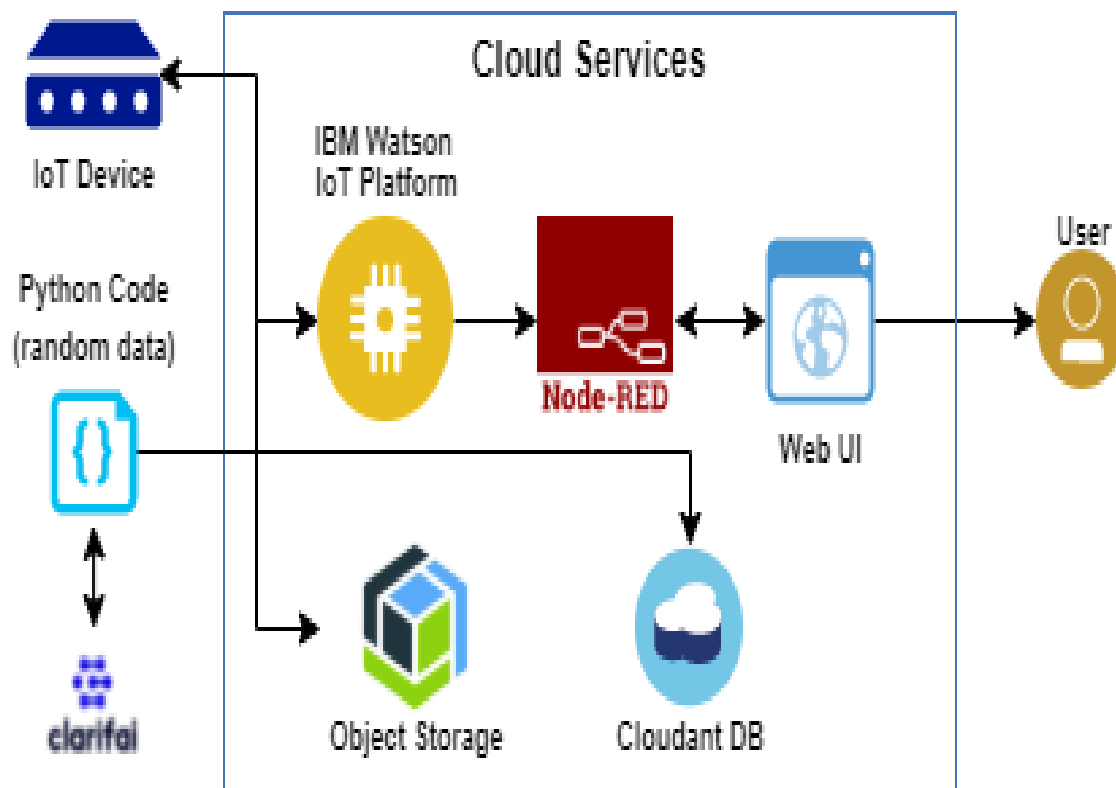 Cloud Services
IoT Device
IBM Watson
IoT Platform
User
Python Code
(random data)
Node-RED
Web UI
Object Storage
Cloudant DB
clarifai